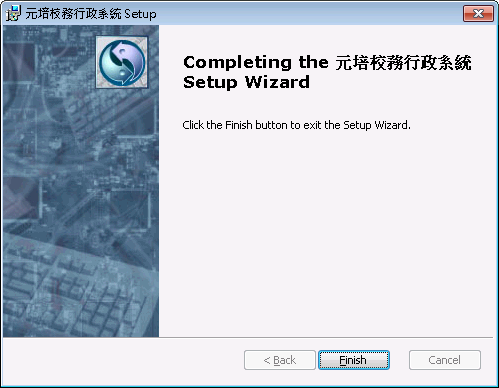 元培校務行政系統 Setup
Completing the 元培校務行政系統
Setup Wizard
Click the Finish button to exit the Setup Wizard.
< Back
Finish
Cancel